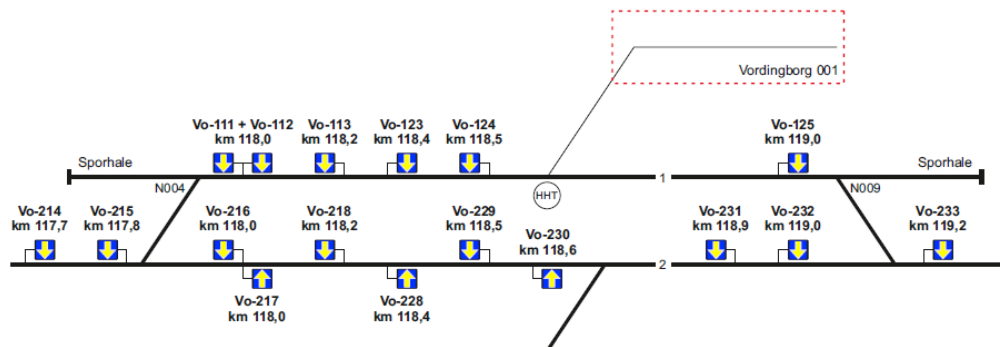 Vordingborg 001
Vo-111 + Vo-112
km 118,0
Vo-113
km 118,2
Vo-123
km 118,4
Vo-124
km 118,5
Vo-125
km 119,0
Sporhale
Sporhale
N004
HHT
1
N009
Vo-214
km 117,7
Vo-215
km 117,8
Vo-216
km 118,0
Vo-218
km 118,2
Vo-229
km 118,5
Vo-230
km 118,6
Vo-231
km 118,9
Vo-232
km 119,0
Vo-233
km 119,2
2
Vo-217
km 118,0
Vo-228
km 118,4